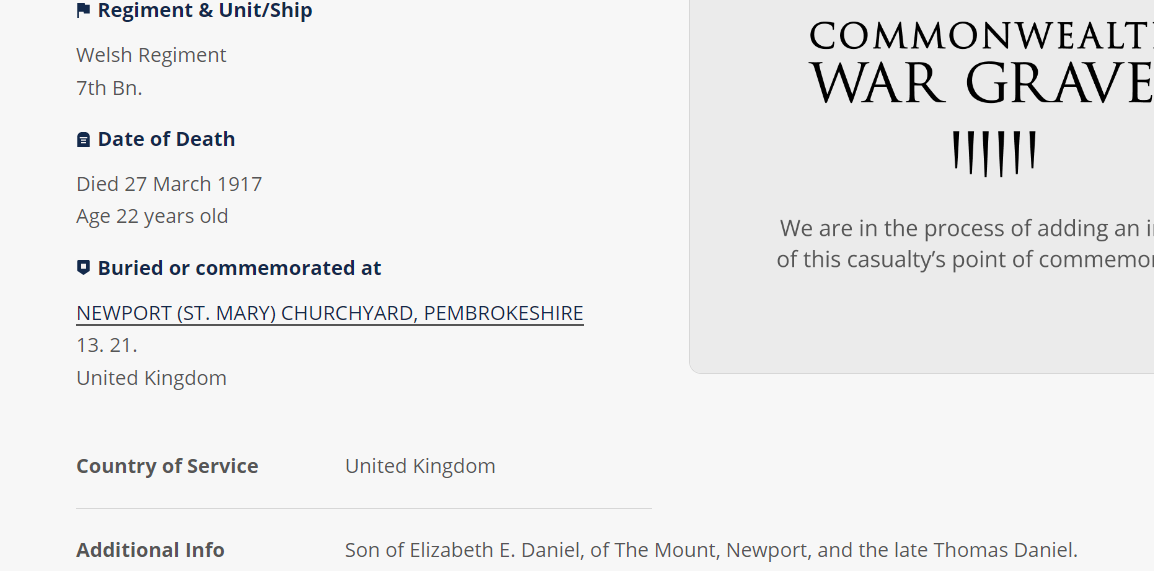 Regiment & Unit/Ship
Welsh Regiment
7th Bn.
Date of Death
Died 27 March 1917
Age 22 years old
Buried or commemorated at
NEWPORT (ST. MARY) CHURCHYARD, PEMBROKESHIRE
13. 21.
United Kingdom
Country of Service United Kingdom
Additional Info Son of Elizabeth E. Daniel, of The Mount, Newport, and the late Thomas Daniel.
COMMONWEALT
WAR GRAVE
We are in the process of adding an
of this casualty’s point of